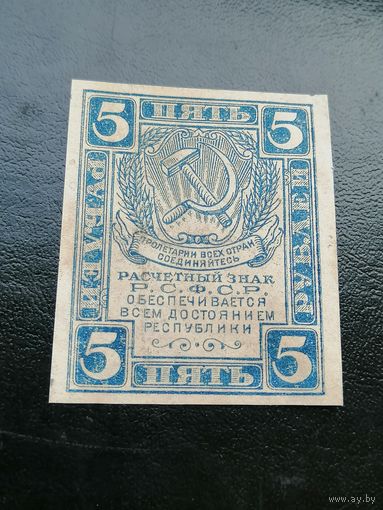 5 ПЯТЬ 5
РУБЛЕЙ
РУБЛЕЙ
ПРОЛЕТАРИИ ВСЕХ СТРАН
СОЕДИНЯЙТЕСЬ
РАСЧЕТНЫЙ ЗНАК
Р.С.Ф.С.Р.
ОБЕСПЕЧИВАЕТСЯ
ВСЕМ ДОСТОЯНИЕМ
РЕСПУБЛИКИ
5 ПЯТЬ 5
www.ay.by